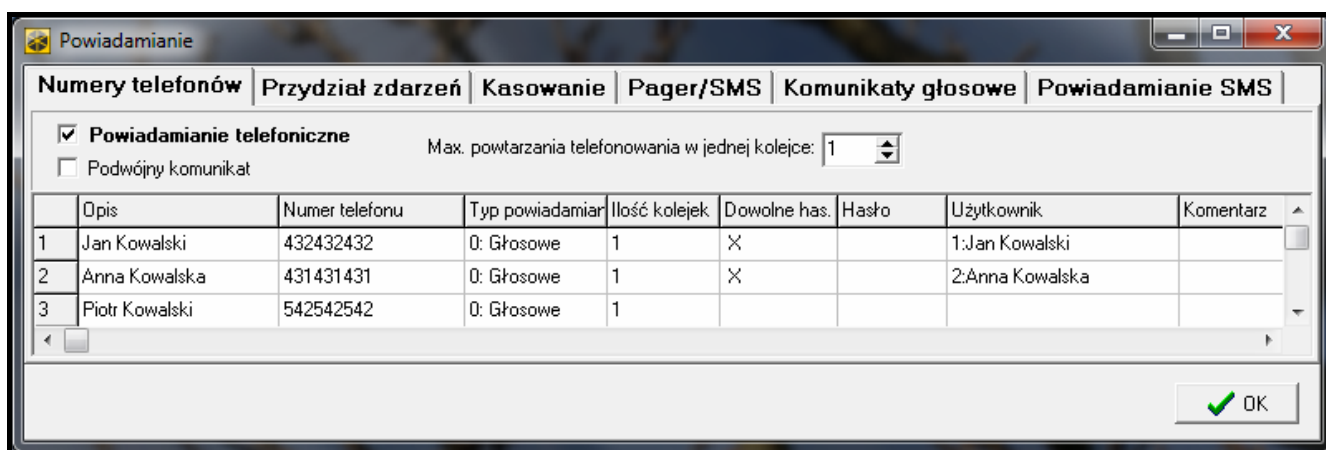 Powiadamianie
Numery telefonów Przydział zdarzeń Kasowanie Pager/SMS Komunikaty głosowe Powiadamianie SMS
Powiadamianie telefoniczne
Max. powtarzania telefonowania w jednej kolejce: 1
Podwójny komunikat
Opis Numer telefonu Typ powiadamiar Ilość kolejek Dowolne has. Hasło Użytkownik Komentarz
1 Jan Kowalski 432432432 0: Głosowe 1 X 1:Jan Kowalski
2 Anna Kowalska 431431431 0: Głosowe 1 X 2:Anna Kowalska
3 Piotr Kowalski 542542542 0: Głosowe 1
OK